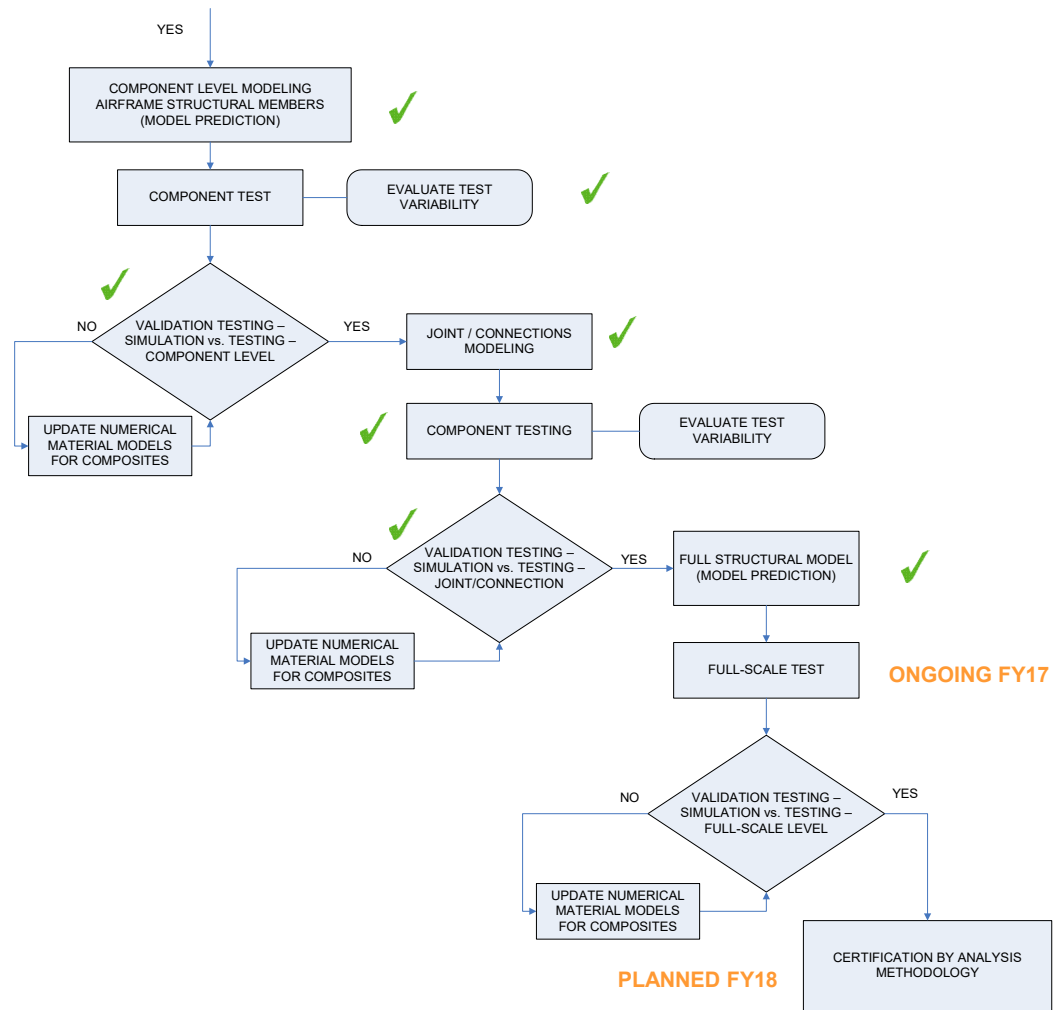 YES
COMPONENT LEVEL MODELING
AIRFRAME STRUCTURAL MEMBERS
(MODEL PREDICTION)
COMPONENT TEST
EVALUATE TEST
VARIABILITY
NO
VALIDATION TESTING –
SIMULATION vs. TESTING –
COMPONENT LEVEL
YES
JOINT / CONNECTIONS
MODELING
UPDATE NUMERICAL
MATERIAL MODELS
FOR COMPOSITES
COMPONENT TESTING
EVALUATE TEST
VARIABILITY
NO
VALIDATION TESTING –
SIMULATION vs. TESTING –
JOINT/CONNECTION
YES
FULL STRUCTURAL MODEL
(MODEL PREDICTION)
UPDATE NUMERICAL
MATERIAL MODELS
FOR COMPOSITES
FULL-SCALE TEST
ONGOING FY17
NO
VALIDATION TESTING –
SIMULATION vs. TESTING –
FULL-SCALE LEVEL
YES
UPDATE NUMERICAL
MATERIAL MODELS
FOR COMPOSITES
CERTIFICATION BY ANALYSIS
METHODOLOGY
PLANNED FY18